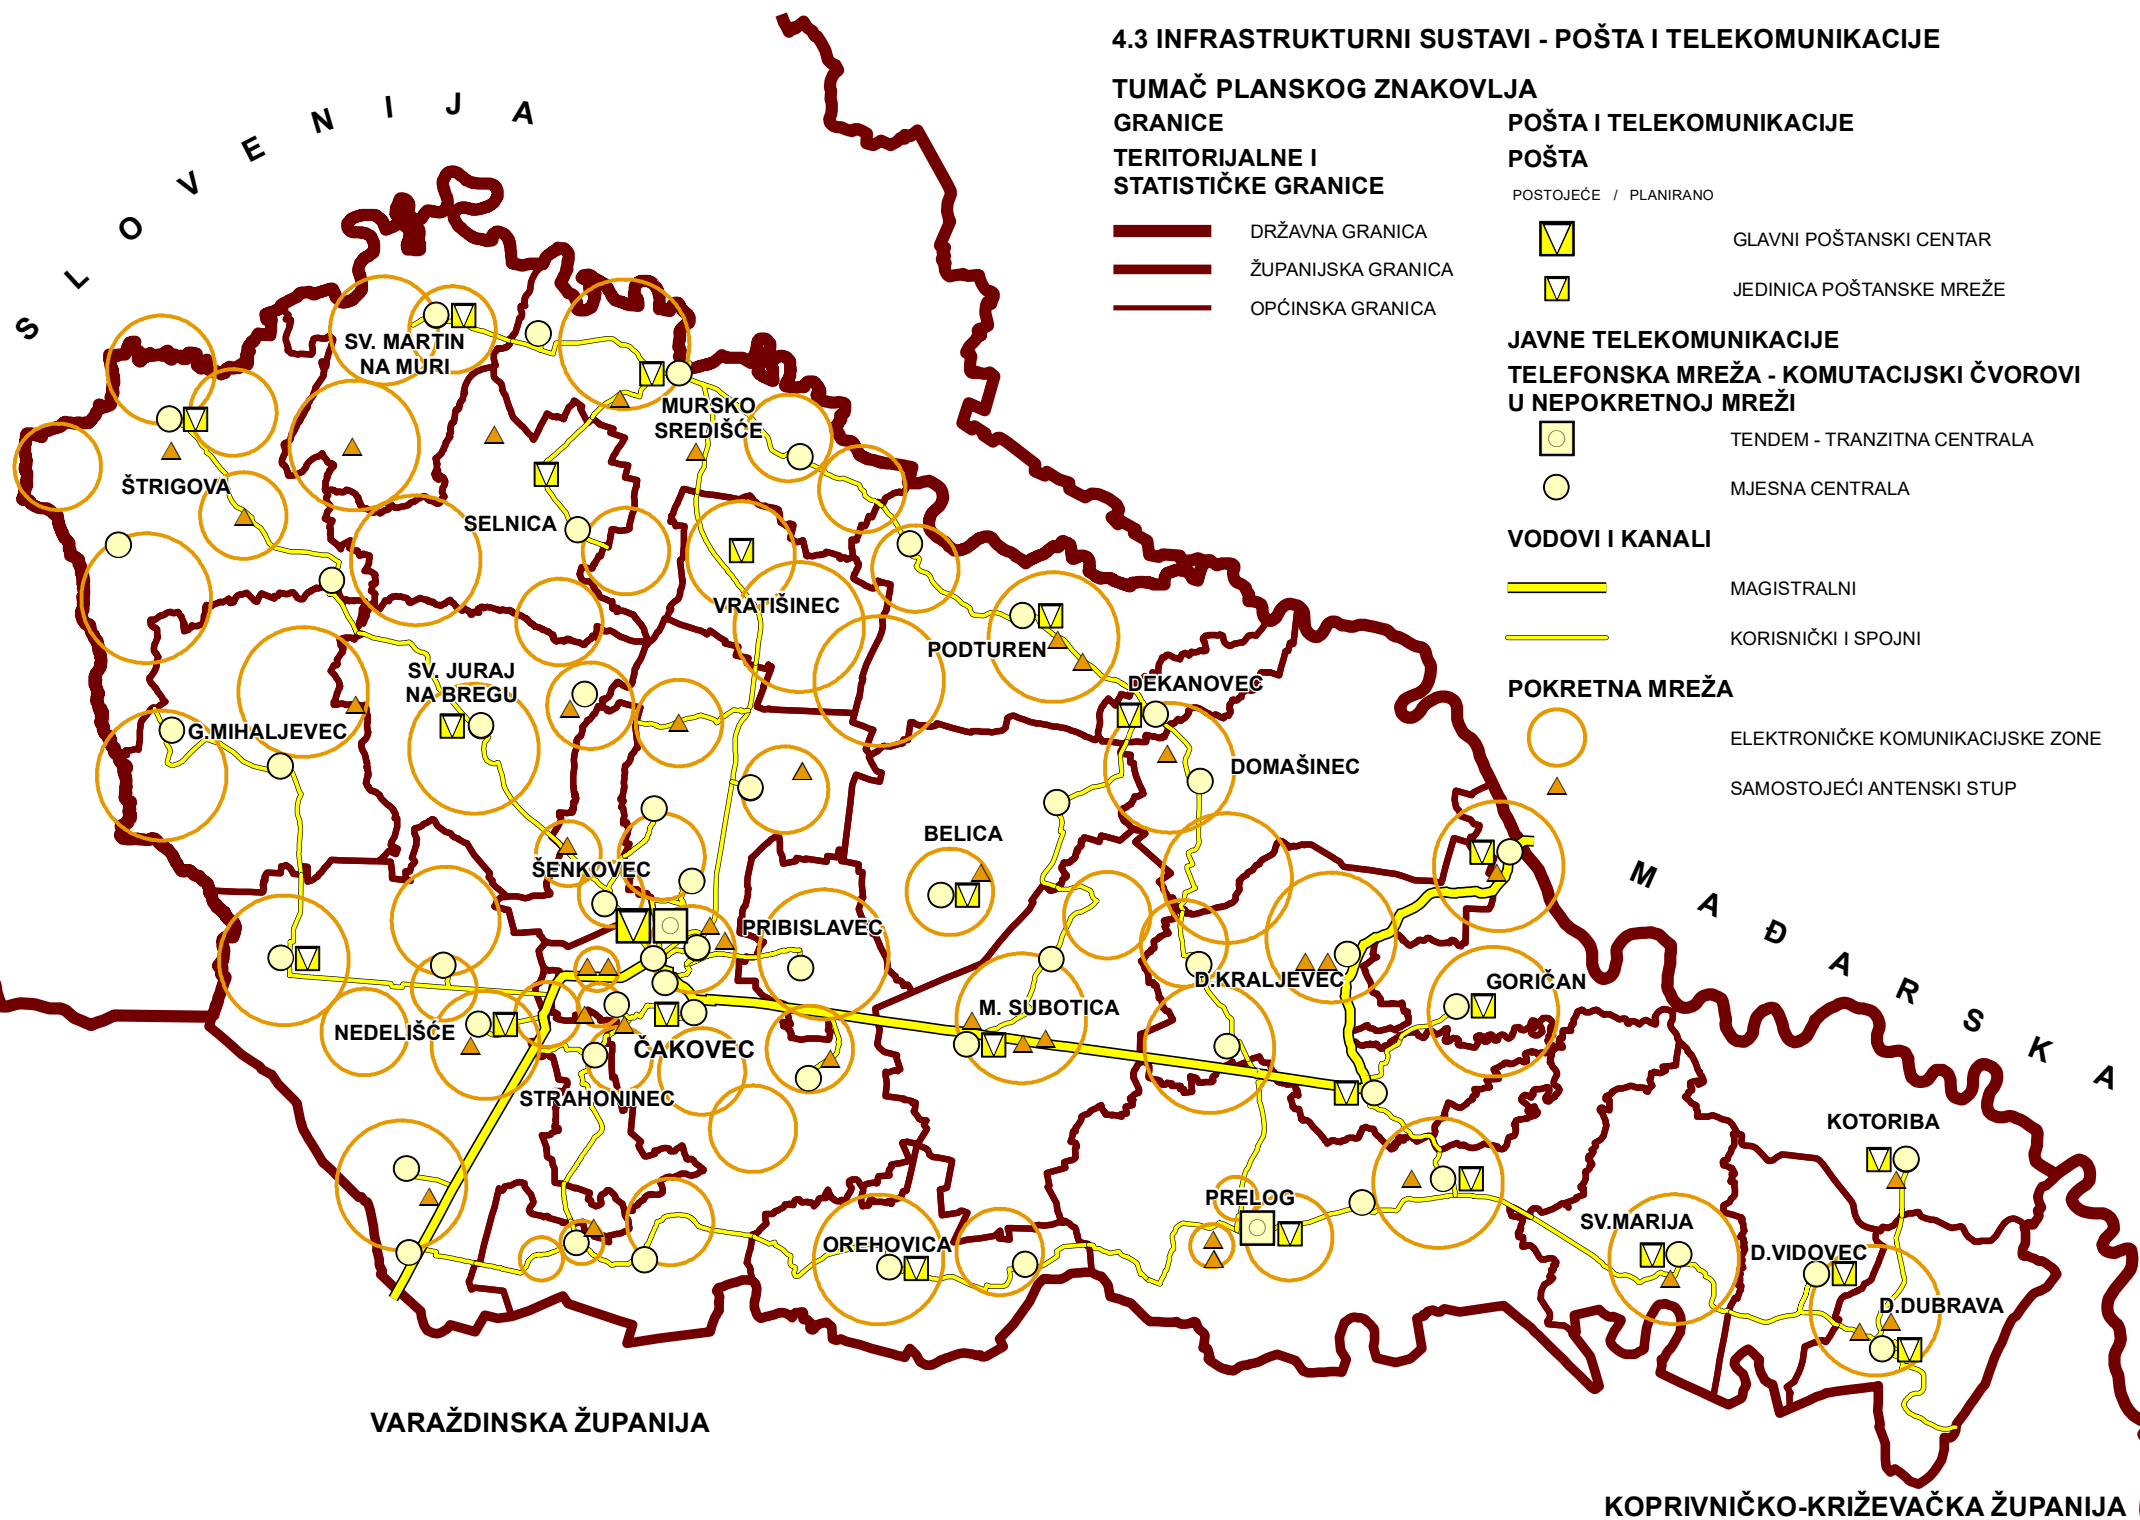 4.3 INFRASTRUKTURNI SUSTAVI - POŠTA I TELEKOMUNIKACIJE
TUMAČ PLANSKOG ZNAKOVLJA
GRANICE
TERITORIJALNE I
STATISTIČKE GRANICE
DRŽAVNA GRANICA
ŽUPANIJSKA GRANICA
OPĆINSKA GRANICA
POŠTA I TELEKOMUNIKACIJE
POŠTA
POSTOJEĆE / PLANIRANO
GLAVNI POŠTANSKI CENTAR
JEDINICA POŠTANSKE MREŽE
JAVNE TELEKOMUNIKACIJE
TELEFONSKA MREŽA - KOMUTACIJSKI ČVOROVI
U NEPOKRETNOJ MREŽI
TENDEM - TRANZITNA CENTRALA
MJESNA CENTRALA
VODOVI I KANALI
MAGISTRALNI
KORISNIČKI I SPOJNI
POKRETNA MREŽA
ELEKTRONIČKE KOMUNIKACIJSKE ZONE
SAMOSTOJEĆI ANTENSKI STUP
SLOVENIJA
SV. MARTIN
NA MURI
MURSKO
SREDIŠĆE
ŠTRIGOVA
SELNICA
VRATIŠINEC
PODTUREN
SV. JURAJ
NA BREGU
DEKANOVEC
G.MIHALJEVEC
DOMAŠINEC
BELICA
ŠENKOVEC
MAĐARSKA
PRIBISLAVEC
D.KRALJEVEC
GORIČAN
M. SUBOTICA
NEDELIŠĆE
ČAKOVEC
STRAHONINEC
KOTORIBA
PRELOG
SV.MARIJA
OREHOVICA
D.VIDOVEC
D.DUBRAVA
VARAŽDINSKA ŽUPANIJA
KOPRIVNIČKO-KRIŽEVAČKA ŽUPANIJA